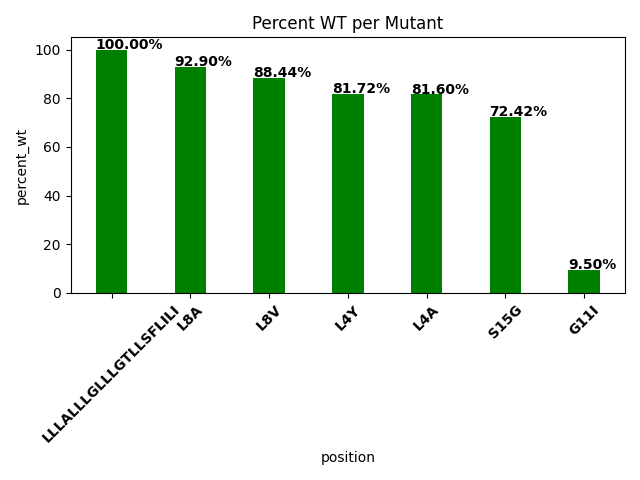 Percent WT per Mutant
percent_wt
100
80
60
40
20
0
100.00%
92.90%
88.44%
81.72%
81.60%
72.42%
9.50%
LLLALLLGLLLGTLLSFLILI
L8A
L8V
L4Y
L4A
S15G
G11I
position